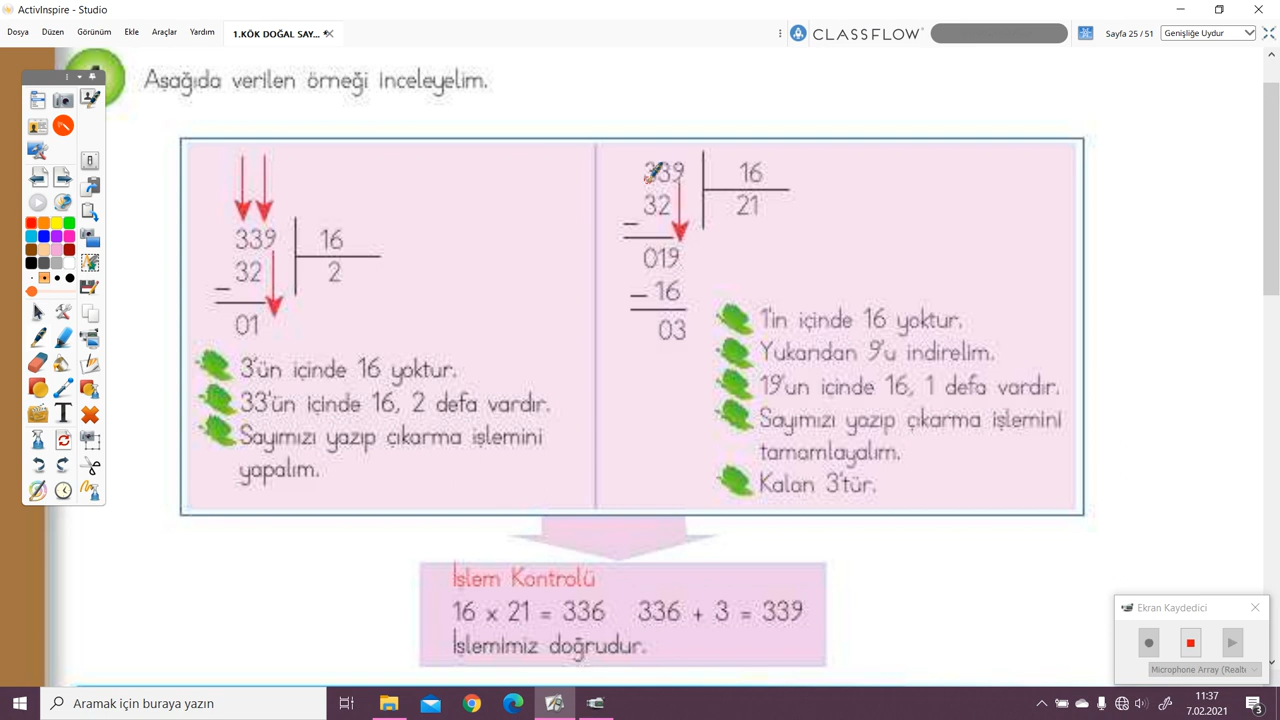 ActivInspire - Studio
Dosya Düzen Görünüm Ekle Araçlar Yardım
1.KÖK DOĞAL SAY...
CLASSFLOW
Sayfa 25 / 51
Genişliğe Uydur
Aşağıda verilen örneği inceleyelim.
339 16
32 2
01
3'ün içinde 16 yoktur.
33'ün içinde 16, 2 defa vardır.
Sayımızı yazıp çıkarma işlemini
yapalım.
339 16
32 21
019
16
03
1'in içinde 16 yoktur.
Yukarıdan 9'u indirelim.
19'un içinde 16, 1 defa vardır.
Sayımızı yazıp çıkarma işlemini
tamamlayalım.
Kalan 3'tür.
İşlem Kontrolü
16 x 21 = 336 336 + 3 = 339
İşlemimiz doğrudur.
Ekran Kaydedici
Microphone Array (Realte
Aramak için buraya yazın
11:37
7.02.2021
3